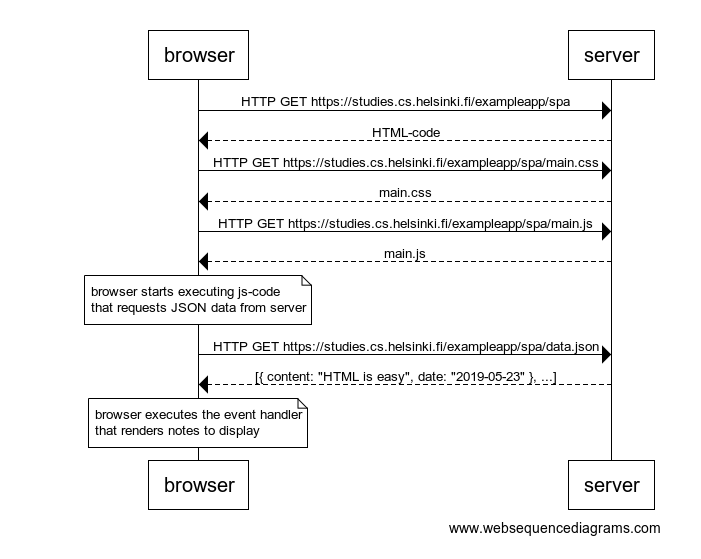 browser
server
HTTP GET https://studies.cs.helsinki.fi/exampleapp/spa
HTML-code
HTTP GET https://studies.cs.helsinki.fi/exampleapp/spa/main.css
main.css
HTTP GET https://studies.cs.helsinki.fi/exampleapp/spa/main.js
main.js
browser starts executing js-code
that requests JSON data from server
HTTP GET https://studies.cs.helsinki.fi/exampleapp/spa/data.json
[{ content: "HTML is easy", date: "2019-05-23" }, ...]
browser executes the event handler
that renders notes to display
browser
server
www.websequencediagrams.com